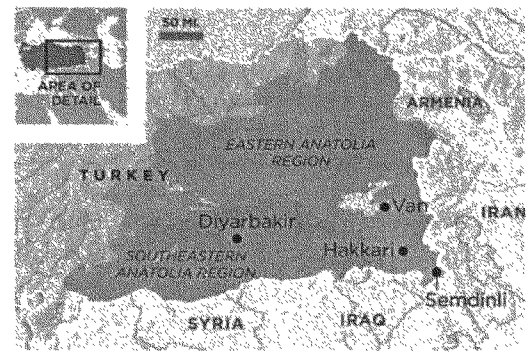 50 MI.
AREA OF
DETAIL
ARMENIA
EASTERN ANATOLIA
REGION
TURKEY
Van
IRAN
Diyarbakir
Hakkari
SOUTHEASTERN
ANATOLIA REGION
Semdinli
SYRIA
IRAQ